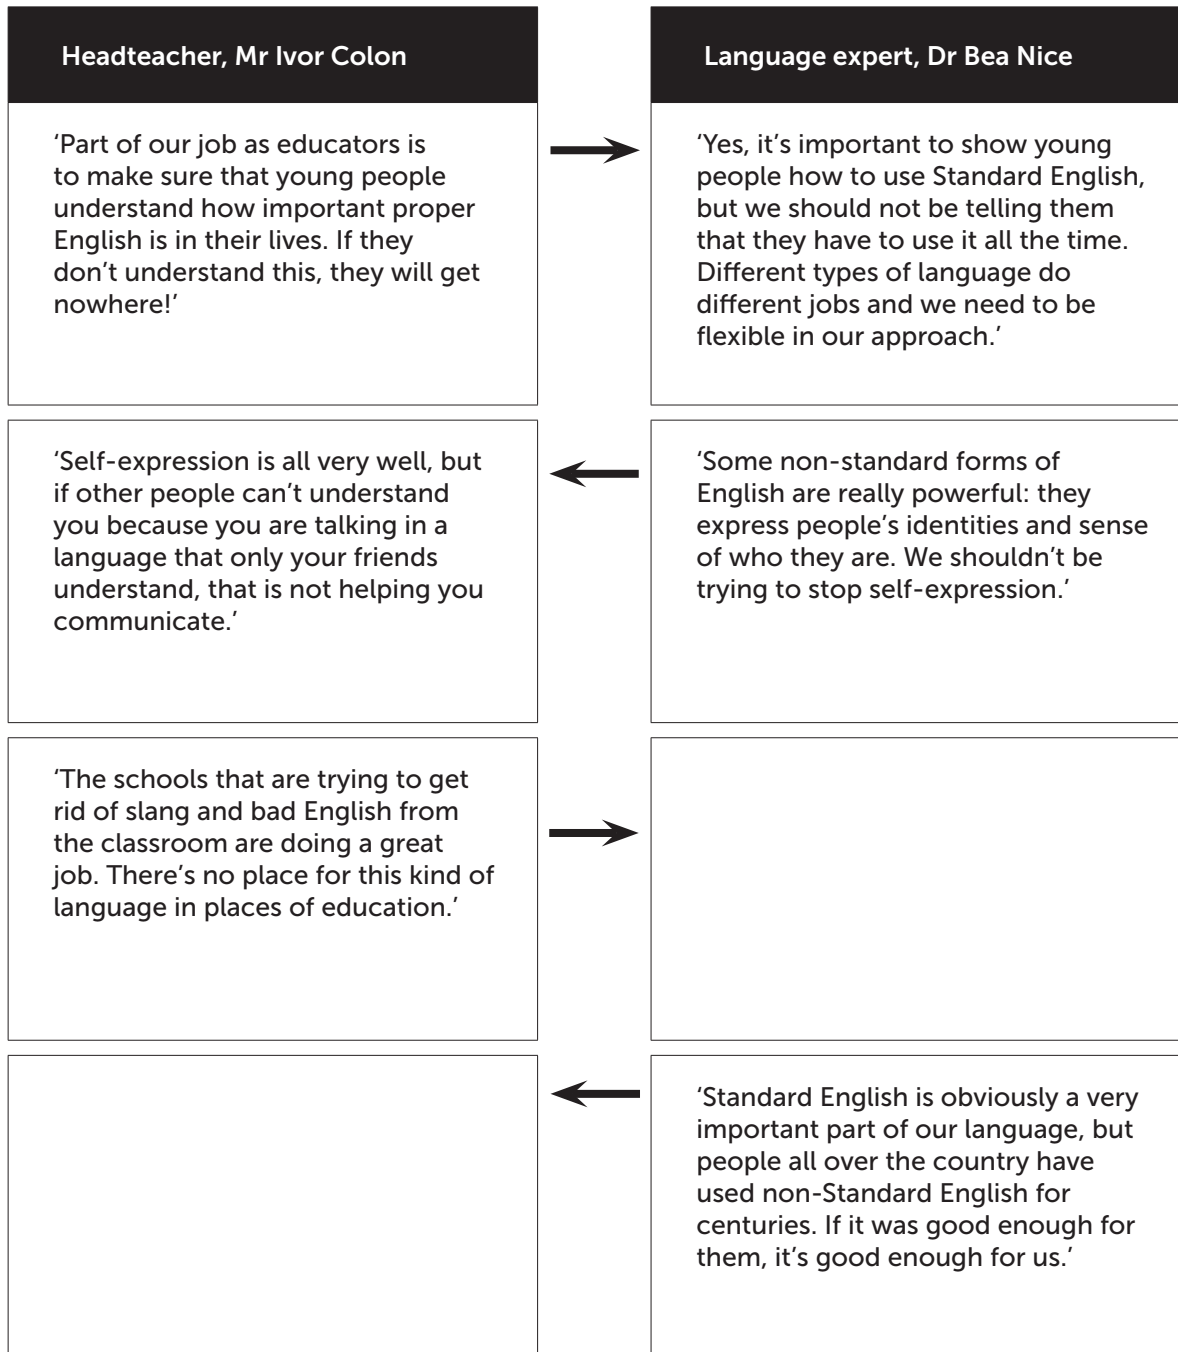 Headteacher, Mr Ivor Colon
Language expert, Dr Bea Nice
‘Part of our job as educators is
to make sure that young people
understand how important proper
English is in their lives. If they
don’t understand this, they will get
nowhere!’
‘Yes, it’s important to show young
people how to use Standard English,
but we should not be telling them
that they have to use it all the time.
Different types of language do
different jobs and we need to be
flexible in our approach.’
‘Self-expression is all very well, but
if other people can’t understand
you because you are talking in a
language that only your friends
understand, that is not helping you
communicate.’
‘Some non-standard forms of
English are really powerful: they
express people’s identities and sense
of who they are. We shouldn’t be
trying to stop self-expression.’
‘The schools that are trying to get
rid of slang and bad English from
the classroom are doing a great
job. There’s no place for this kind of
language in places of education.’
‘Standard English is obviously a very
important part of our language, but
people all over the country have
used non-Standard English for
centuries. If it was good enough for
them, it’s good enough for us.’